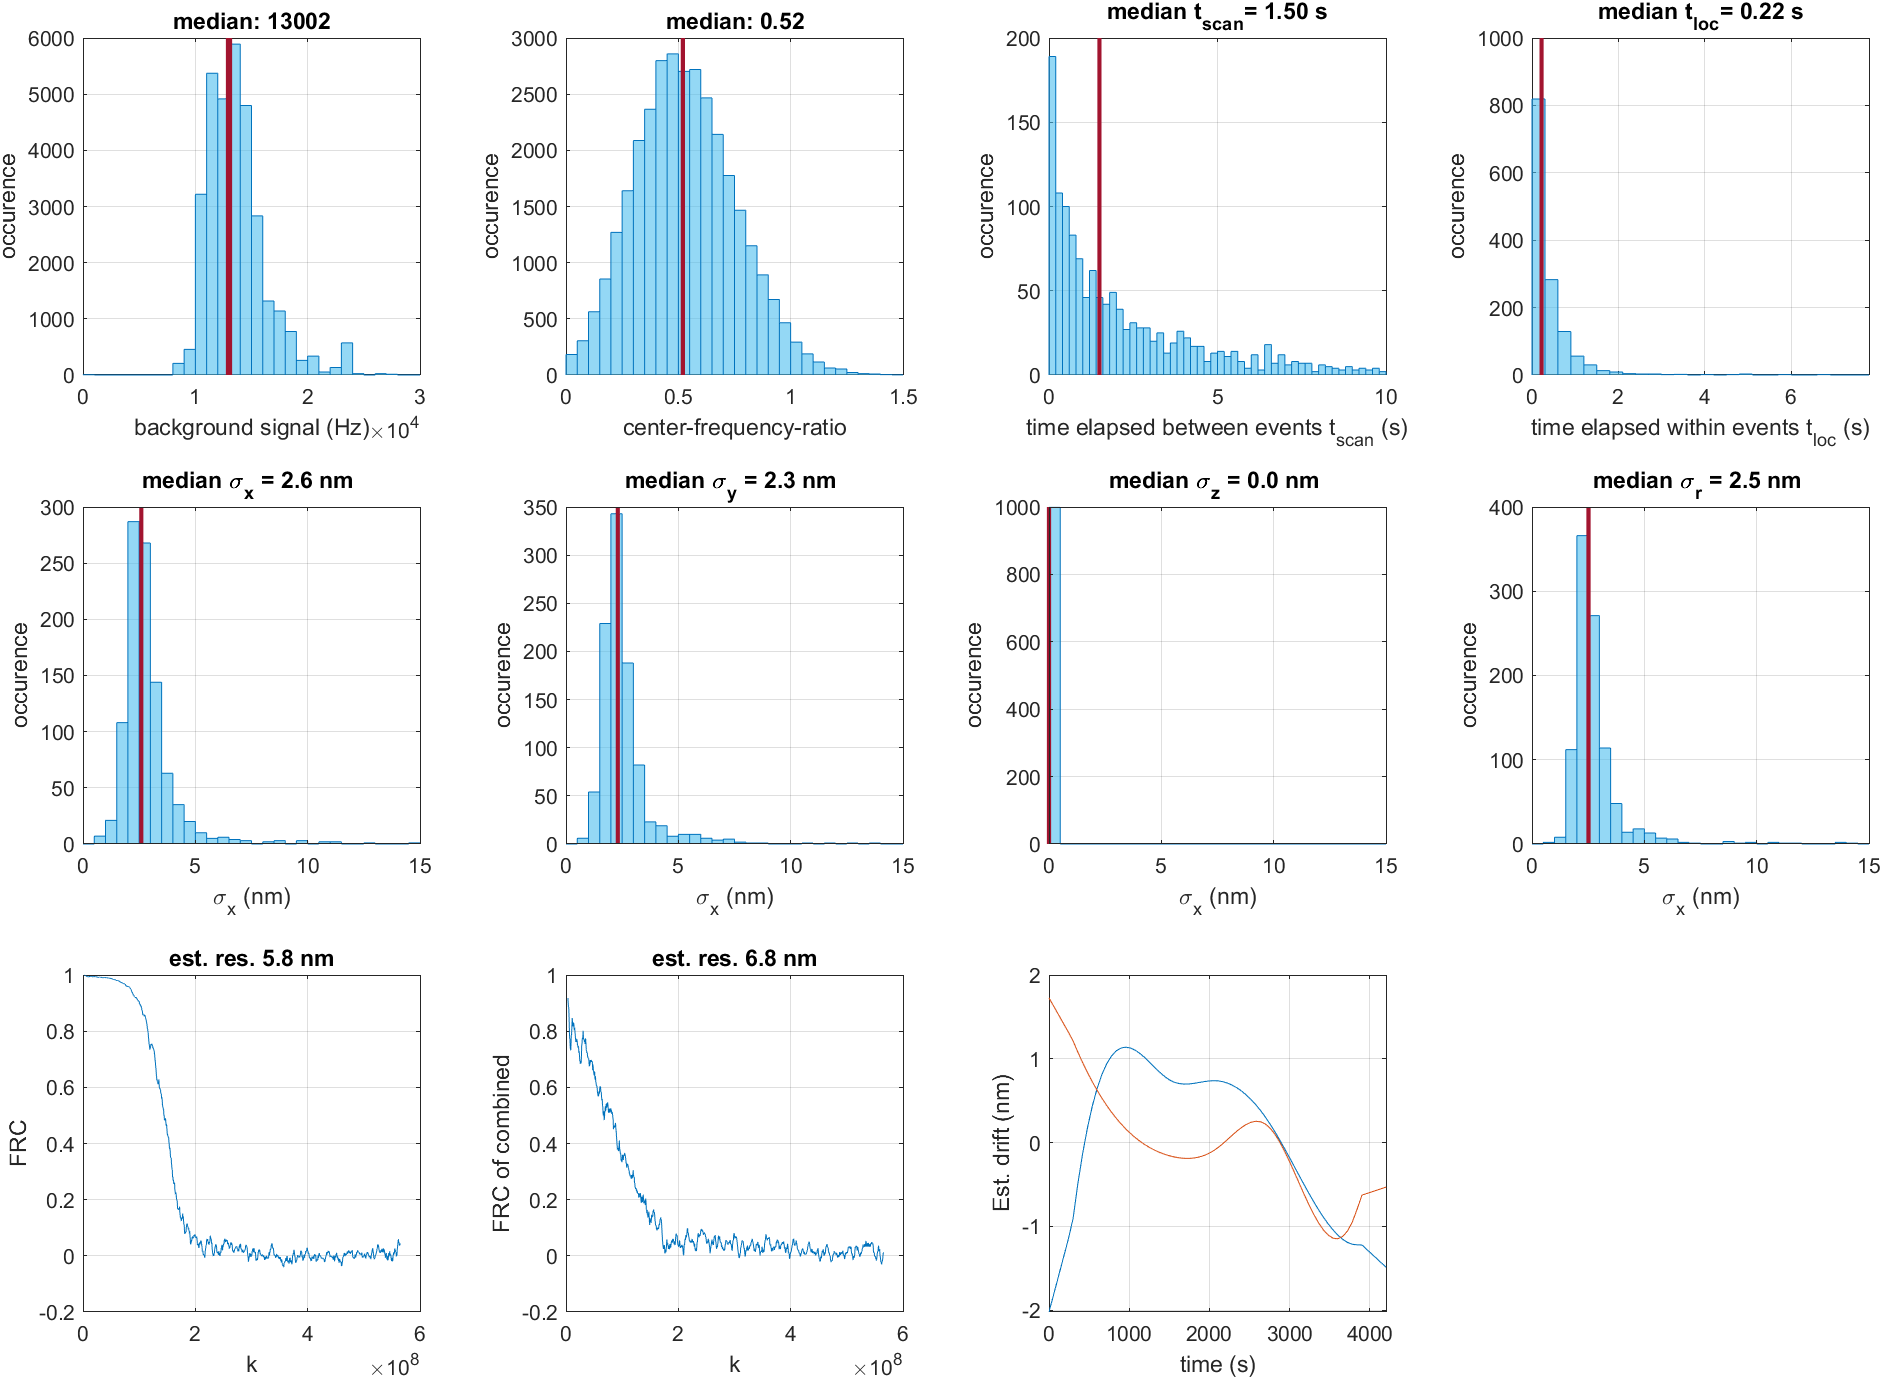 median: 13002
6000
5000
4000
3000
2000
1000
0
0 1 2 3
occurence
background signal (Hz) ×10⁴
median: 0.52
3000
2500
2000
1500
1000
500
0
0 0.5 1 1.5
occurence
center-frequency-ratio
median t_scan = 1.50 s
200
150
100
50
0
0 5 10
occurence
time elapsed between events t_scan (s)
median t_loc = 0.22 s
1000
800
600
400
200
0
0 2 4 6
occurence
time elapsed within events t_loc (s)
median σ_x = 2.6 nm
300
250
200
150
100
50
0
0 5 10 15
occurence
σ_x (nm)
median σ_y = 2.3 nm
350
300
250
200
150
100
50
0
0 5 10 15
occurence
σ_x (nm)
median σ_z = 0.0 nm
1000
800
600
400
200
0
0 5 10 15
occurence
σ_x (nm)
median σ_r = 2.5 nm
400
300
200
100
0
0 5 10 15
occurence
σ_x (nm)
est. res. 5.8 nm
1
0.8
0.6
0.4
0.2
0
-0.2
0 2 4 6
FRC
k ×10⁸
est. res. 6.8 nm
1
0.8
0.6
0.4
0.2
0
-0.2
0 2 4 6
FRC of combined
k ×10⁸
2
1
0
-1
-2
0 1000 2000 3000 4000
Est. drift (nm)
time (s)